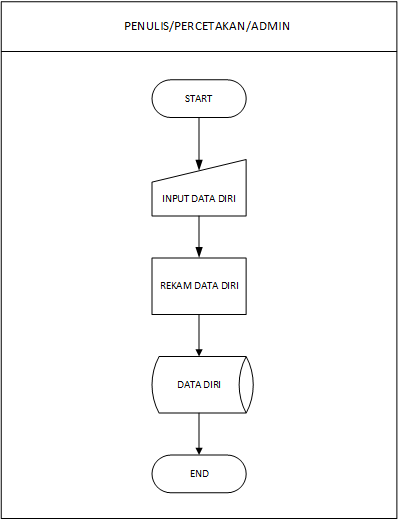 PENULIS/PERCETAKAN/ADMIN
START
INPUT DATA DIRI
REKAM DATA DIRI
DATA DIRI
END